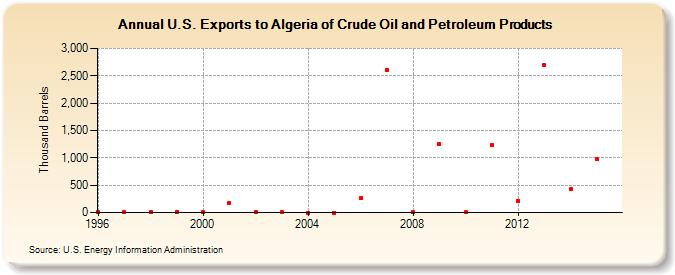 Annual U.S. Exports to Algeria of Crude Oil and Petroleum Products
Thousand Barrels
3,000
2,500
2,000
1,500
1,000
500
0
1996 2000 2004 2008 2012
Source: U.S. Energy Information Administration